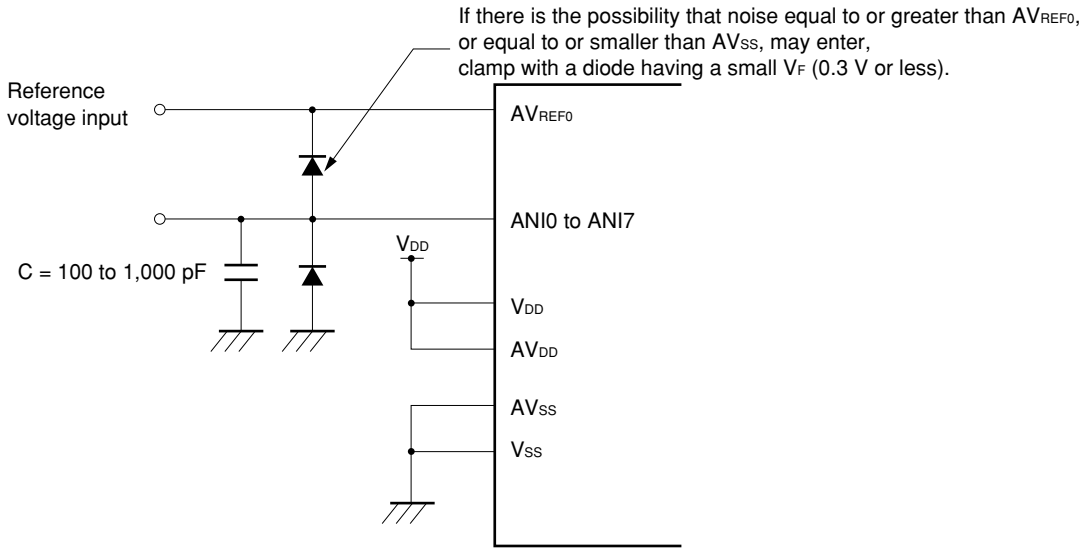 If there is the possibility that noise equal to or greater than AVREF0,
or equal to or smaller than AVSS, may enter,
clamp with a diode having a small VF (0.3 V or less).
Reference
voltage input
AVREF0
ANI0 to ANI7
VDD
C = 100 to 1,000 pF
VDD
AVDD
AVSS
VSS